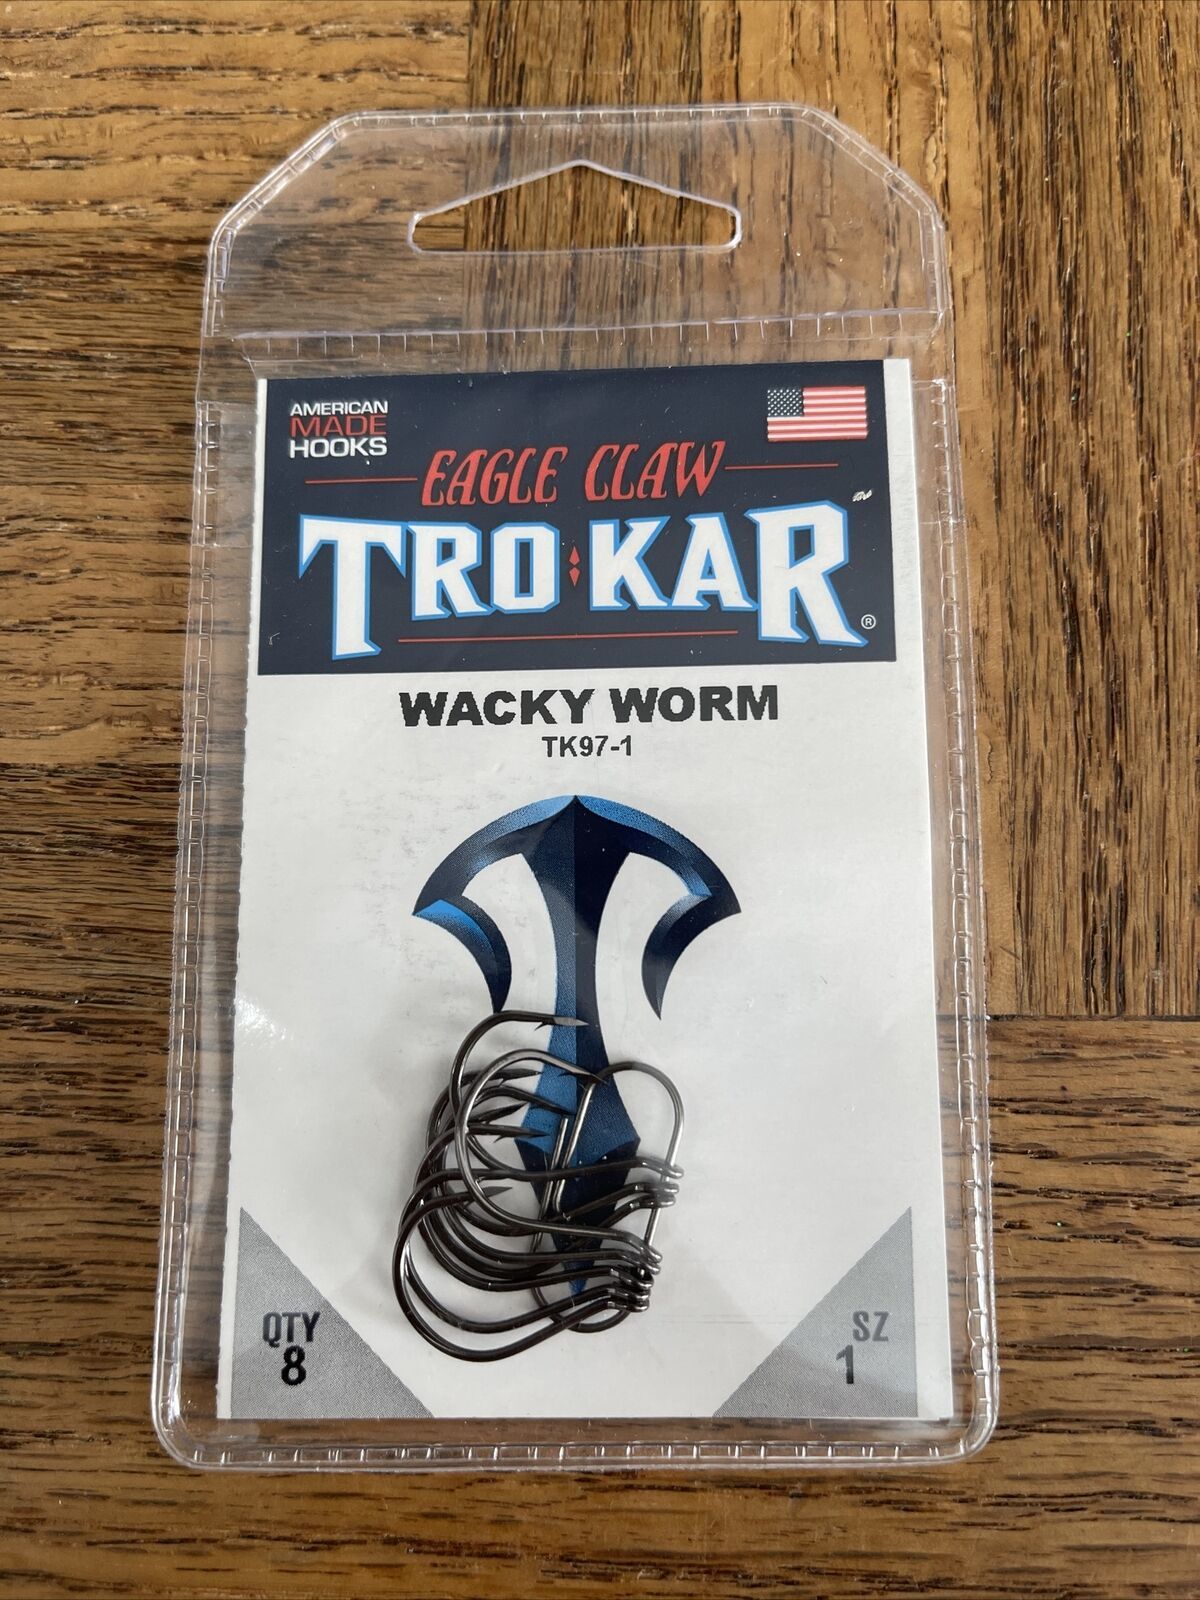 AMERICAN
MADE
HOOKS
EAGLE CLAW
TRO KAR
®
WACKY WORM
TK97-1
QTY
8
SZ
1